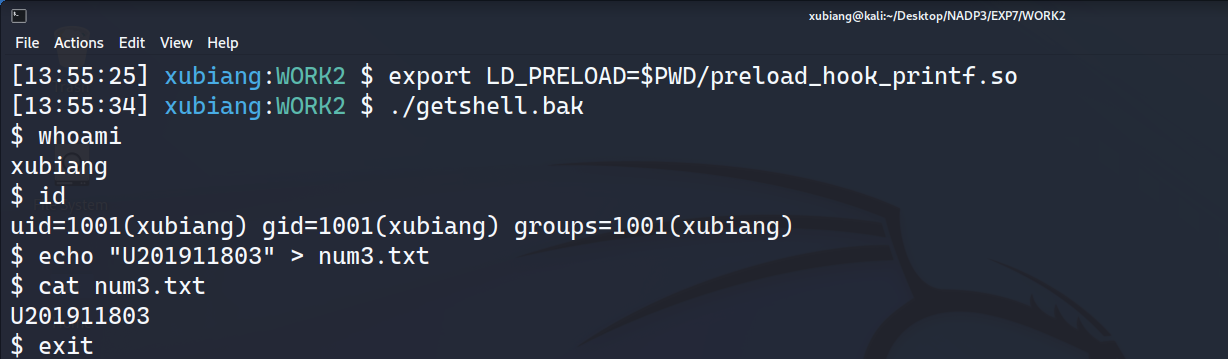 xubiang@kali:~/Desktop/NADP3/EXP7/WORK2
File Actions Edit View Help
[13:55:25] xubiang:WORK2 $ export LD_PRELOAD=$PWD/preload_hook_printf.so
[13:55:34] xubiang:WORK2 $ ./getshell.bak
$ whoami
xubiang
$ id
uid=1001(xubiang) gid=1001(xubiang) groups=1001(xubiang)
$ echo "U201911803" > num3.txt
$ cat num3.txt
U201911803
$ exit